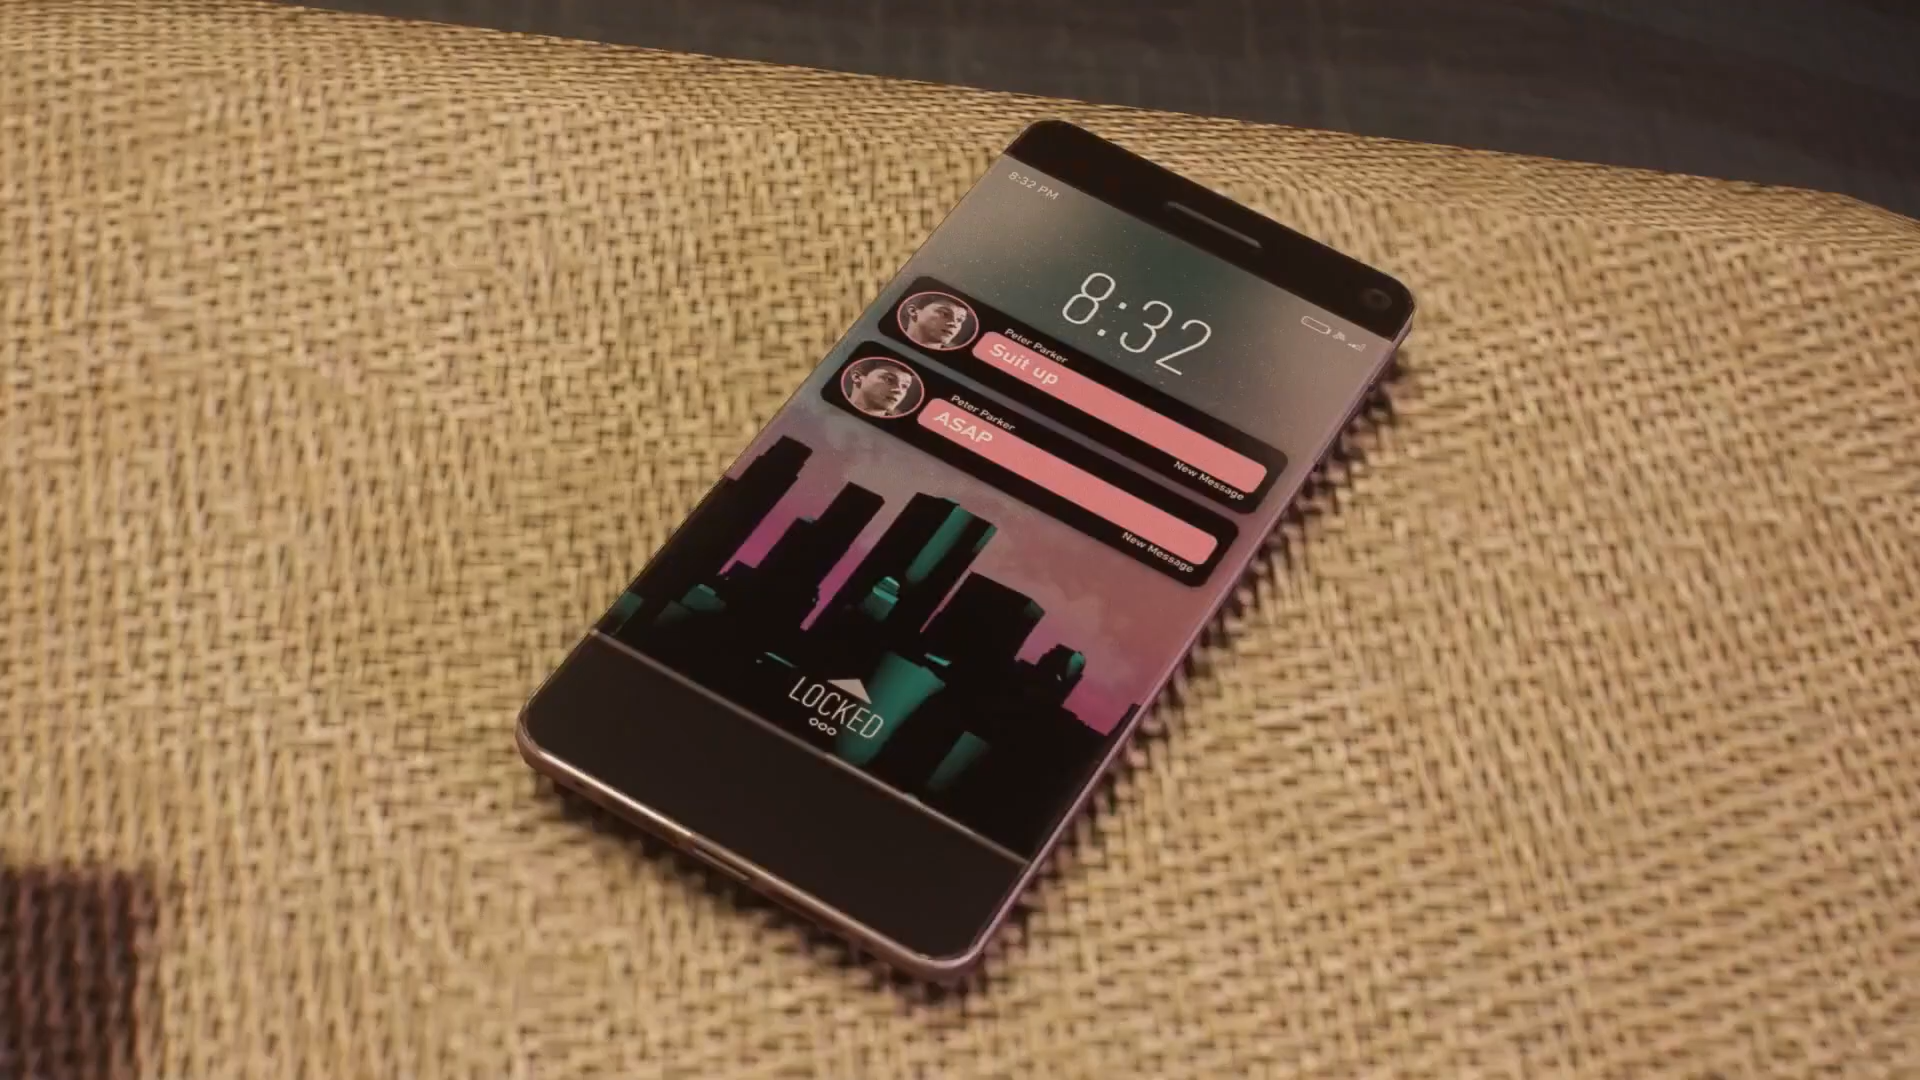 8:32 PM
8:32
Peter Parker
Suit up
New Message
Peter Parker
ASAP
New Message
LOCKED